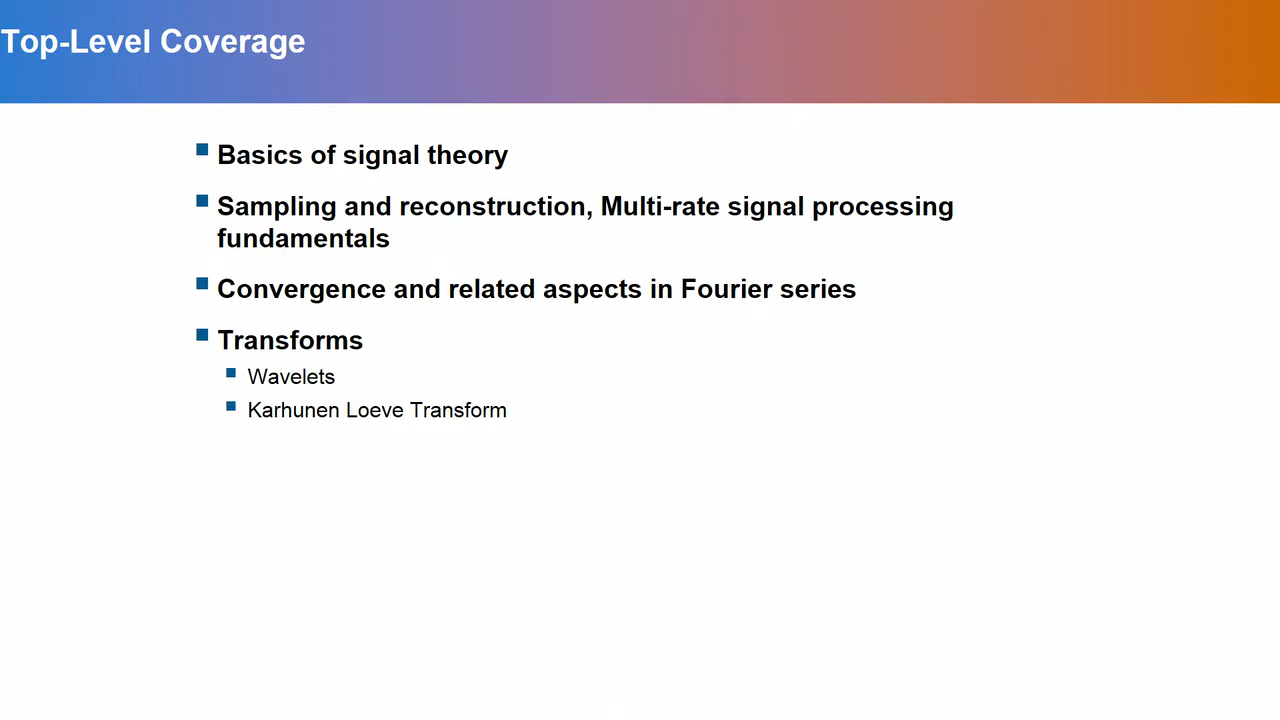 Top-Level Coverage
Basics of signal theory
Sampling and reconstruction, Multi-rate signal processing
fundamentals
Convergence and related aspects in Fourier series
Transforms
Wavelets
Karhunen Loeve Transform